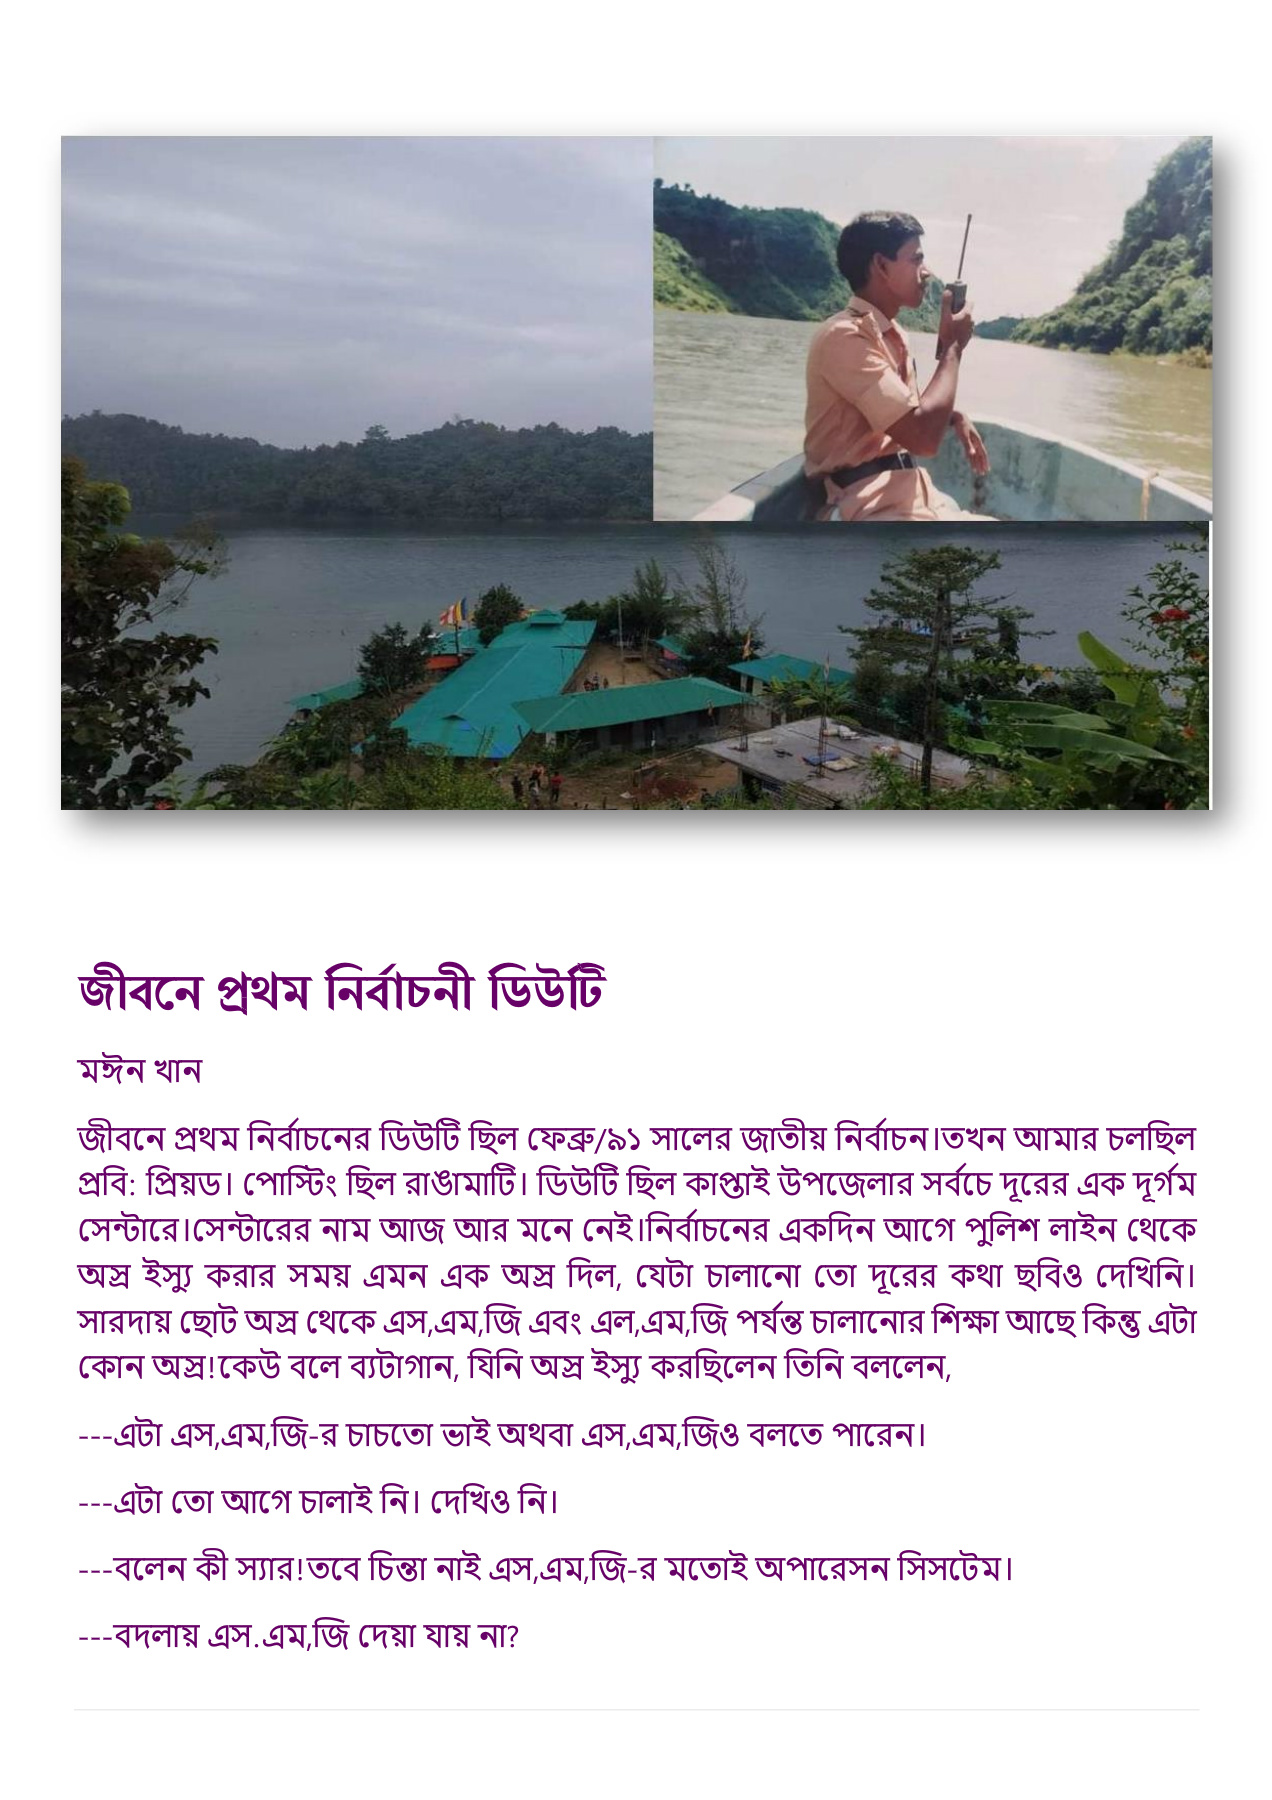 জীবনে প্রথম নির্বাচনী ডিউটি
মঈন খান
জীবনে প্রথম নির্বাচনের ডিউটি ছিল ফেব্রু/৯১ সালের জাতীয় নির্বাচন।তখন আমার চলছিল
প্রবি: প্রিয়ড। পোস্টিং ছিল রাঙামাটি। ডিউটি ছিল কাপ্তাই উপজেলার সর্বচে দূরের এক দূর্গম
সেন্টারে।সেন্টারের নাম আজ আর মনে নেই।নির্বাচনের একদিন আগে পুলিশ লাইন থেকে
অস্র ইস্যু করার সময় এমন এক অস্র দিল, যেটা চালানো তো দূরের কথা ছবিও দেখিনি।
সারদায় ছোট অস্র থেকে এস,এম,জি এবং এল,এম,জি পর্যন্ত চালানোর শিক্ষা আছে কিন্তু এটা
কোন অস্র!কেউ বলে ব্যটাগান, যিনি অস্র ইস্যু করছিলেন তিনি বললেন,
---এটা এস,এম,জি-র চাচতো ভাই অথবা এস,এম,জিও বলতে পারেন।
---এটা তো আগে চালাই নি। দেখিও নি।
---বলেন কী স্যার!তবে চিন্তা নাই এস,এম,জি-র মতোই অপারেসন সিসটেম।
---বদলায় এস.এম,জি দেয়া যায় না?